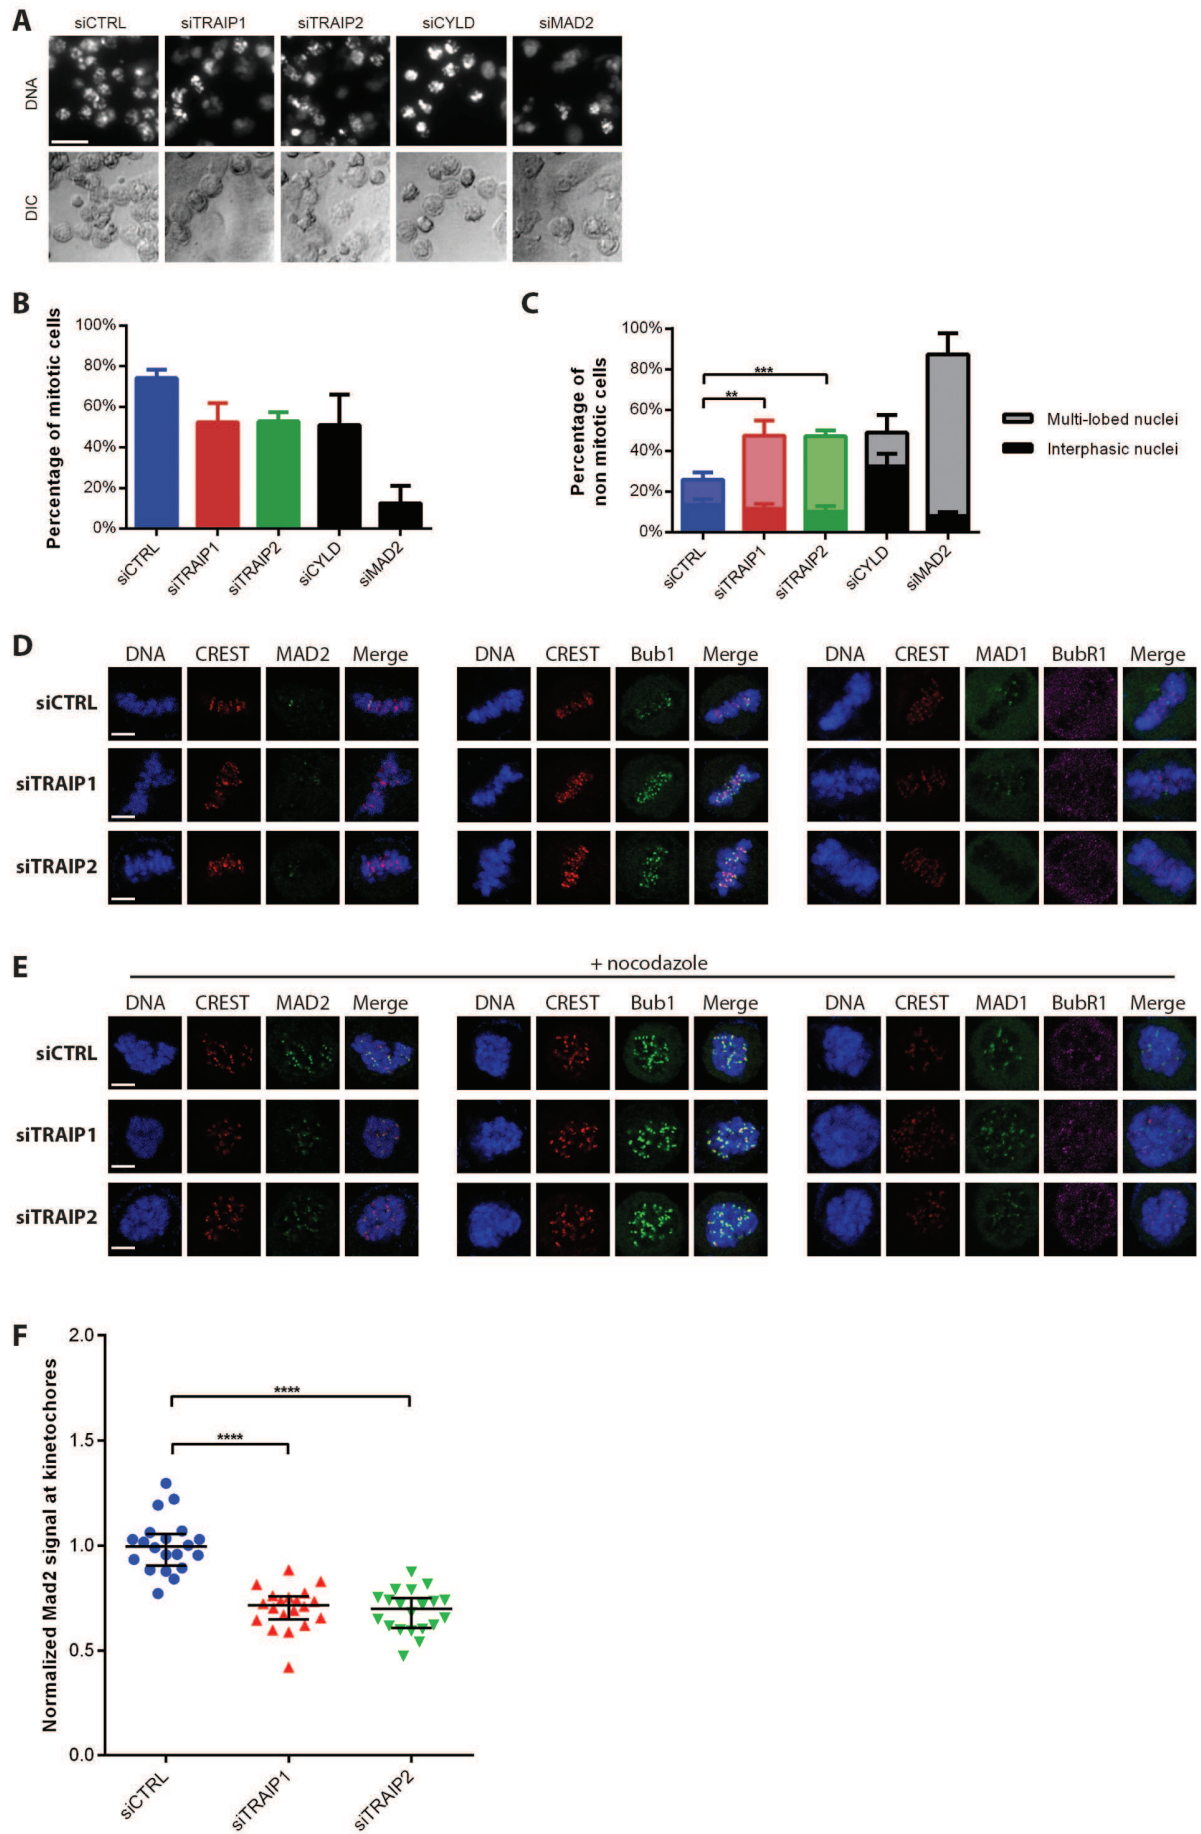 A
siCTRL siTRAIP1 siTRAIP2 siCYLD siMAD2
DNA
DIC
B
Percentage of mitotic cells
100%
80%
60%
40%
20%
0%
siCTRL siTRAIP1 siTRAIP2 siCYLD siMAD2
C
Percentage of
non mitotic cells
100%
80%
60%
40%
20%
0%
***
**
siCTRL siTRAIP1 siTRAIP2 siCYLD siMAD2
Multi-lobed nuclei
Interphasic nuclei
D
DNA CREST MAD2 Merge DNA CREST Bub1 Merge DNA CREST MAD1 BubR1 Merge
siCTRL
siTRAIP1
siTRAIP2
E
+ nocodazole
DNA CREST MAD2 Merge DNA CREST Bub1 Merge DNA CREST MAD1 BubR1 Merge
siCTRL
siTRAIP1
siTRAIP2
F
Normalized Mad2 signal at kinetochores
2.0
1.5
1.0
0.5
0.0
****
****
siCTRL siTRAIP1 siTRAIP2